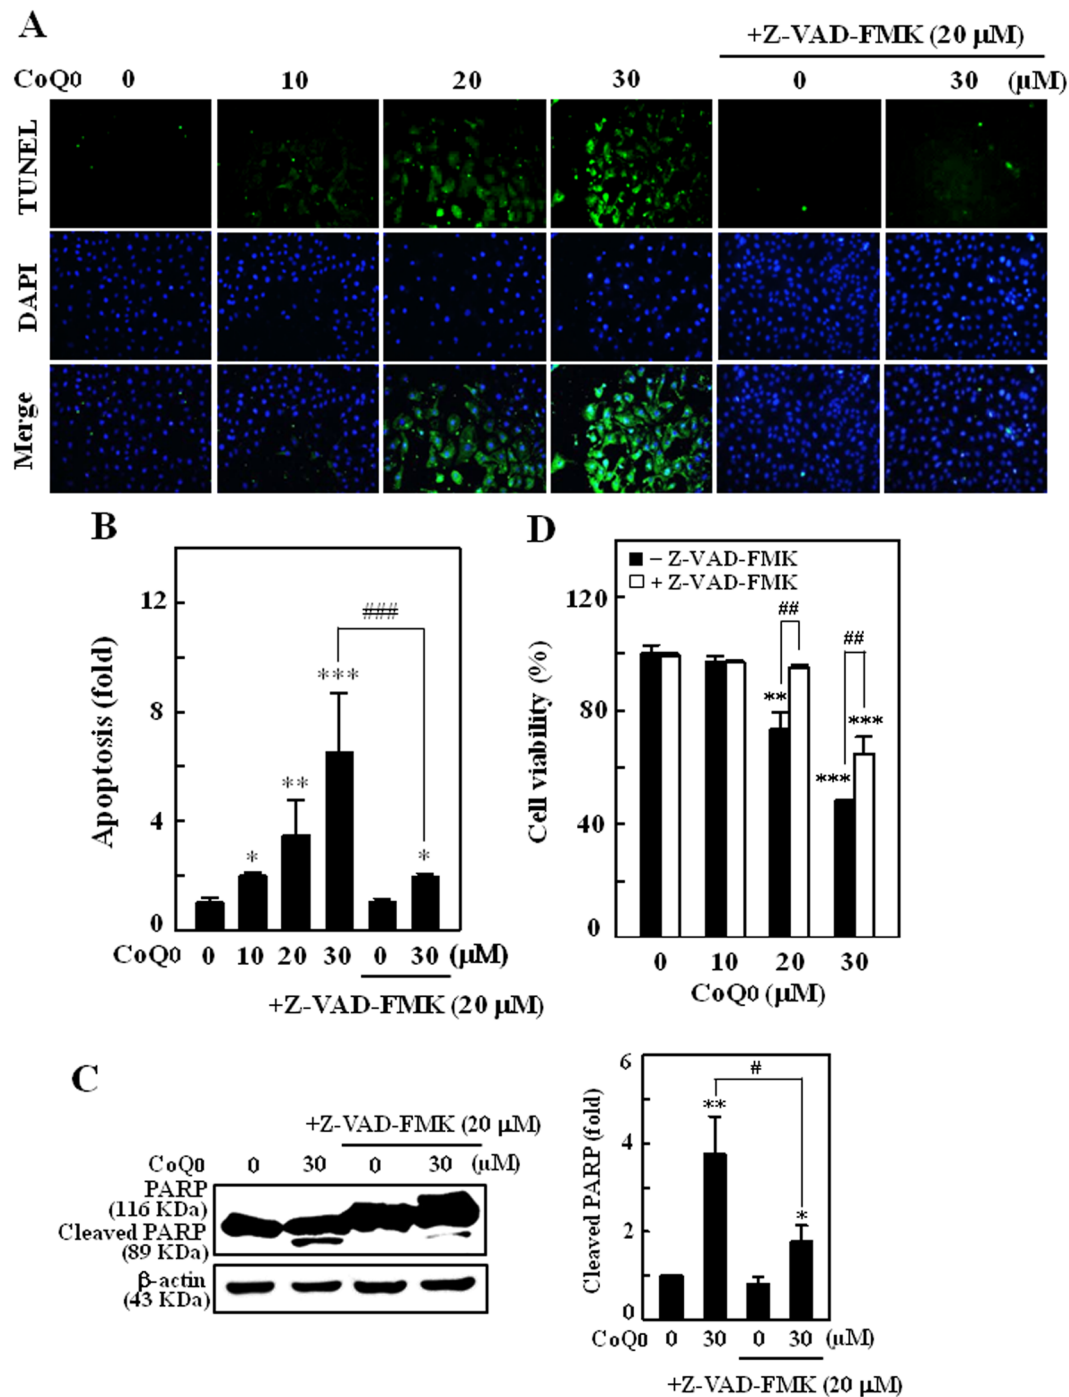 A
+Z-VAD-FMK (20 μM)
CoQ0 0 10 20 30 0 30 (μM)
TUNEL
DAPI
Merge
B
Apoptosis (fold)
12
8
4
0
* ** *** * ###
CoQ0 0 10 20 30 0 30 (μM)
+Z-VAD-FMK (20 μM)
D
Cell viability (%)
− Z-VAD-FMK
+ Z-VAD-FMK
120
80
40
0
## ##
** *** ***
0 10 20 30
CoQ0 (μM)
C
+Z-VAD-FMK (20 μM)
CoQ0 0 30 0 30 (μM)
PARP
(116 KDa)
Cleaved PARP
(89 KDa)
β-actin
(43 KDa)
Cleaved PARP (fold)
6
4
2
0
#
** *
CoQ0 0 30 0 30 (μM)
+Z-VAD-FMK (20 μM)